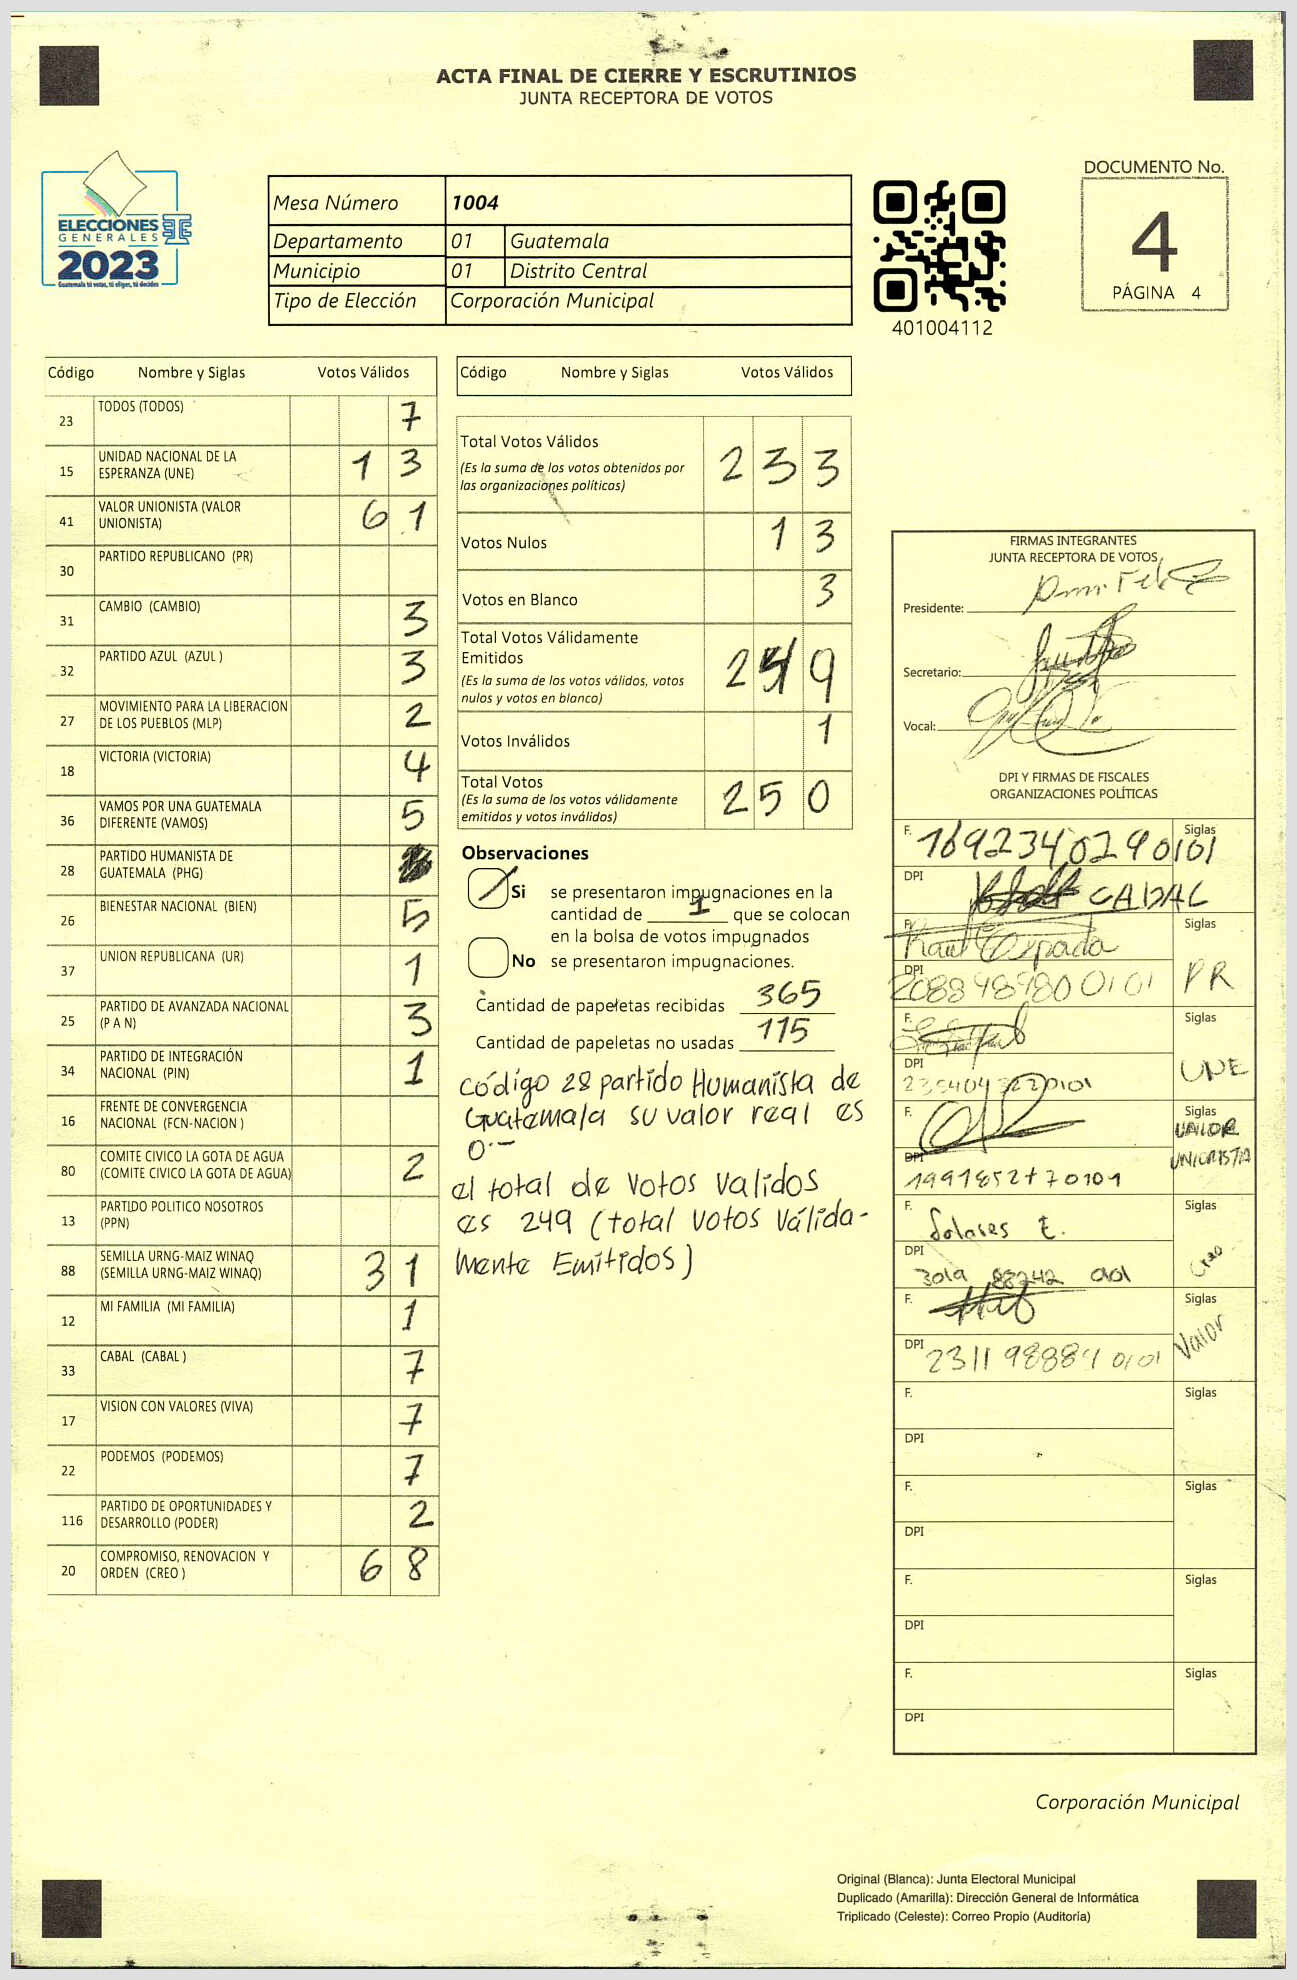 ACTA FINAL DE CIERRE Y ESCRUTINIOS
JUNTA RECEPTORA DE VOTOS
ELECCIONES
GENERALES
2023
Guatemala tú votas, tú eliges, tú decides
Mesa Número 1004
Departamento 01 Guatemala
Municipio 01 Distrito Central
Tipo de Elección Corporación Municipal
401004112
DOCUMENTO No.
4
PÁGINA 4
Código Nombre y Siglas Votos Válidos
23 TODOS (TODOS) 7
15 UNIDAD NACIONAL DE LA
ESPERANZA (UNE) 13
41 VALOR UNIONISTA (VALOR
UNIONISTA) 61
30 PARTIDO REPUBLICANO (PR)
31 CAMBIO (CAMBIO) 3
32 PARTIDO AZUL (AZUL ) 3
27 MOVIMIENTO PARA LA LIBERACION
DE LOS PUEBLOS (MLP) 2
18 VICTORIA (VICTORIA) 4
36 VAMOS POR UNA GUATEMALA
DIFERENTE (VAMOS) 5
28 PARTIDO HUMANISTA DE
GUATEMALA (PHG)
26 BIENESTAR NACIONAL (BIEN) 5
37 UNION REPUBLICANA (UR) 1
25 PARTIDO DE AVANZADA NACIONAL
(P A N) 3
34 PARTIDO DE INTEGRACIÓN
NACIONAL (PIN) 1
16 FRENTE DE CONVERGENCIA
NACIONAL (FCN-NACION )
80 COMITE CIVICO LA GOTA DE AGUA
(COMITE CIVICO LA GOTA DE AGUA) 2
13 PARTIDO POLITICO NOSOTROS
(PPN)
88 SEMILLA URNG-MAIZ WINAQ
(SEMILLA URNG-MAIZ WINAQ) 31
12 MI FAMILIA (MI FAMILIA) 1
33 CABAL (CABAL ) 7
17 VISION CON VALORES (VIVA) 7
22 PODEMOS (PODEMOS) 7
116 PARTIDO DE OPORTUNIDADES Y
DESARROLLO (PODER) 2
20 COMPROMISO, RENOVACION Y
ORDEN (CREO ) 68
Código Nombre y Siglas Votos Válidos
Total Votos Válidos 233
(Es la suma de los votos obtenidos por
las organizaciones políticas)
Votos Nulos 13
Votos en Blanco 3
Total Votos Válidamente
Emitidos 249
(Es la suma de los votos válidos, votos
nulos y votos en blanco)
Votos Inválidos 1
Total Votos 250
(Es la suma de los votos válidamente
emitidos y votos inválidos)
Observaciones
Si se presentaron impugnaciones en la
cantidad de 1 que se colocan
en la bolsa de votos impugnados
No se presentaron impugnaciones.
Cantidad de papeletas recibidas 365
Cantidad de papeletas no usadas 115
código 28 partido Humanista de
Guatemala su valor real es
0.-
el total de votos validos
es 249 (total votos válida-
mente Emitidos)
FIRMAS INTEGRANTES
JUNTA RECEPTORA DE VOTOS
Presidente:
Secretario:
Vocal:
DPI Y FIRMAS DE FISCALES
ORGANIZACIONES POLÍTICAS
F. 1692340290101 Siglas
DPI CABAL
F. Siglas
DPI 2088989800101 PR
F. Siglas
DPI UNE
F. Siglas
VALOR
UNIONISTA
DPI
F. Solares E. Siglas
DPI 3019 88242 0101 Creo
F. Siglas
DPI 2311 98889 0101 Valor
F. Siglas
DPI
F. Siglas
DPI
F. Siglas
DPI
F. Siglas
DPI
Corporación Municipal
Original (Blanca): Junta Electoral Municipal
Duplicado (Amarilla): Dirección General de Informática
Triplicado (Celeste): Correo Propio (Auditoría)